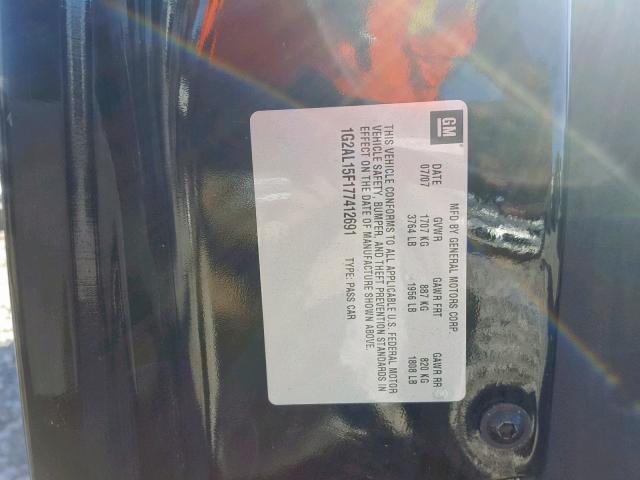 GM
MFD BY GENERAL MOTORS CORP
DATE GVWR GAWR FRT GAWR RR
07/07 1707 KG 887 KG 820 KG
3764 LB 1956 LB 1808 LB
THIS VEHICLE CONFORMS TO ALL APPLICABLE U.S. FEDERAL MOTOR
VEHICLE SAFETY, BUMPER, AND THEFT PREVENTION STANDARDS IN
EFFECT ON THE DATE OF MANUFACTURE SHOWN ABOVE.
1G2AL15F177412691 TYPE: PASS CAR